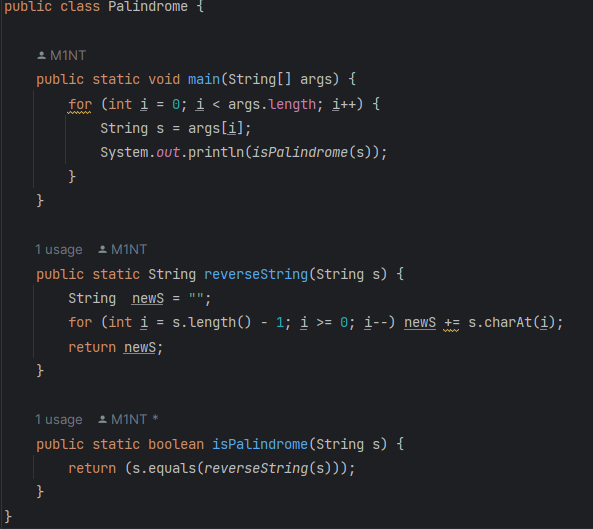 public class Palindrome {
M1NT
public static void main(String[] args) {
for (int i = 0; i < args.length; i++) {
String s = args[i];
System.out.println(isPalindrome(s));
}
}
1 usage M1NT
public static String reverseString(String s) {
String newS = "";
for (int i = s.length() - 1; i >= 0; i--) newS += s.charAt(i);
return newS;
}
1 usage M1NT *
public static boolean isPalindrome(String s) {
return (s.equals(reverseString(s)));
}
}